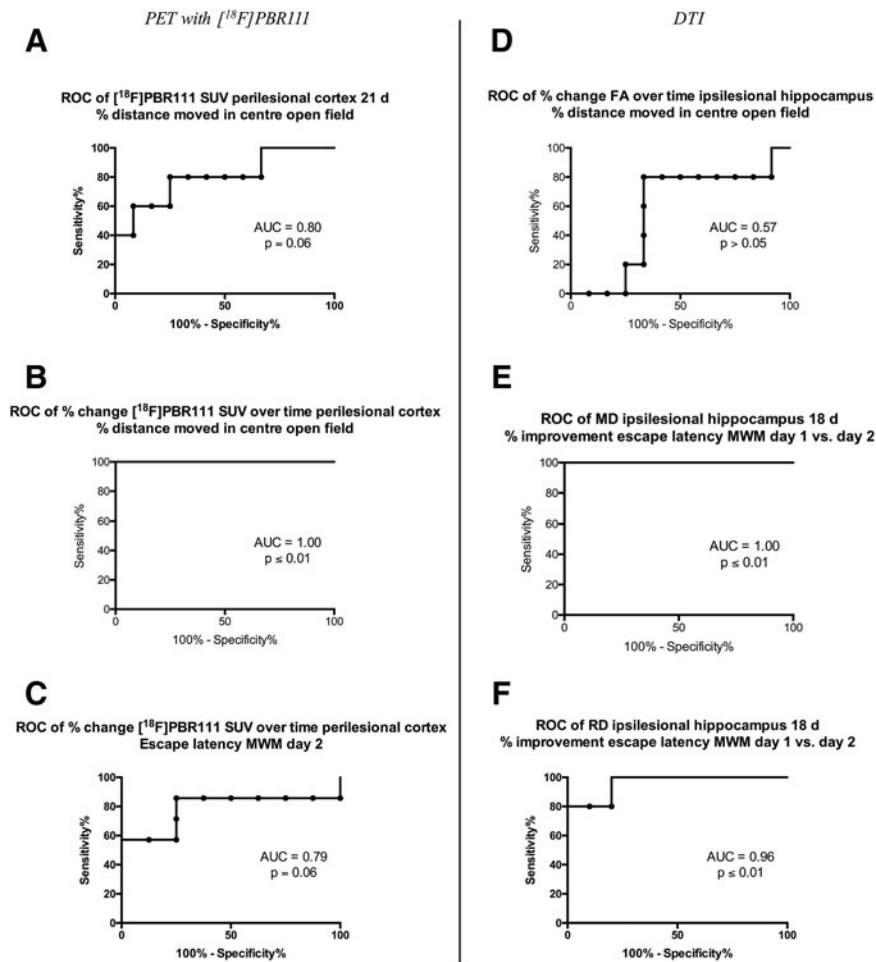 PET with [¹⁸F]PBR111
A
ROC of [¹⁸F]PBR111 SUV perilesional cortex 21 d
% distance moved in centre open field
Sensitivity%
100
80
60
40
20
0
AUC = 0.80
p = 0.06
0 50 100
100% - Specificity%
B
ROC of % change [¹⁸F]PBR111 SUV over time perilesional cortex
% distance moved in centre open field
Sensitivity%
100
80
60
40
20
0
AUC = 1.00
p ≤ 0.01
50 100
100% - Specificity%
C
ROC of % change [¹⁸F]PBR111 SUV over time perilesional cortex
Escape latency MWM day 2
Sensitivity%
100
80
60
40
20
0
AUC = 0.79
p = 0.06
0 50 100
100% - Specificity%
DTI
D
ROC of % change FA over time ipsilesional hippocampus
% distance moved in centre open field
Sensitivity%
100
80
60
40
20
0
AUC = 0.57
p > 0.05
0 50 100
100% - Specificity%
E
ROC of MD ipsilesional hippocampus 18 d
% improvement escape latency MWM day 1 vs. day 2
Sensitivity%
100
80
60
40
20
0
AUC = 1.00
p ≤ 0.01
0 50 100
100% - Specificity%
F
ROC of RD ipsilesional hippocampus 18 d
% improvement escape latency MWM day 1 vs. day 2
Sensitivity%
100
80
60
40
20
0
AUC = 0.96
p ≤ 0.01
0 50 100
100% - Specificity%